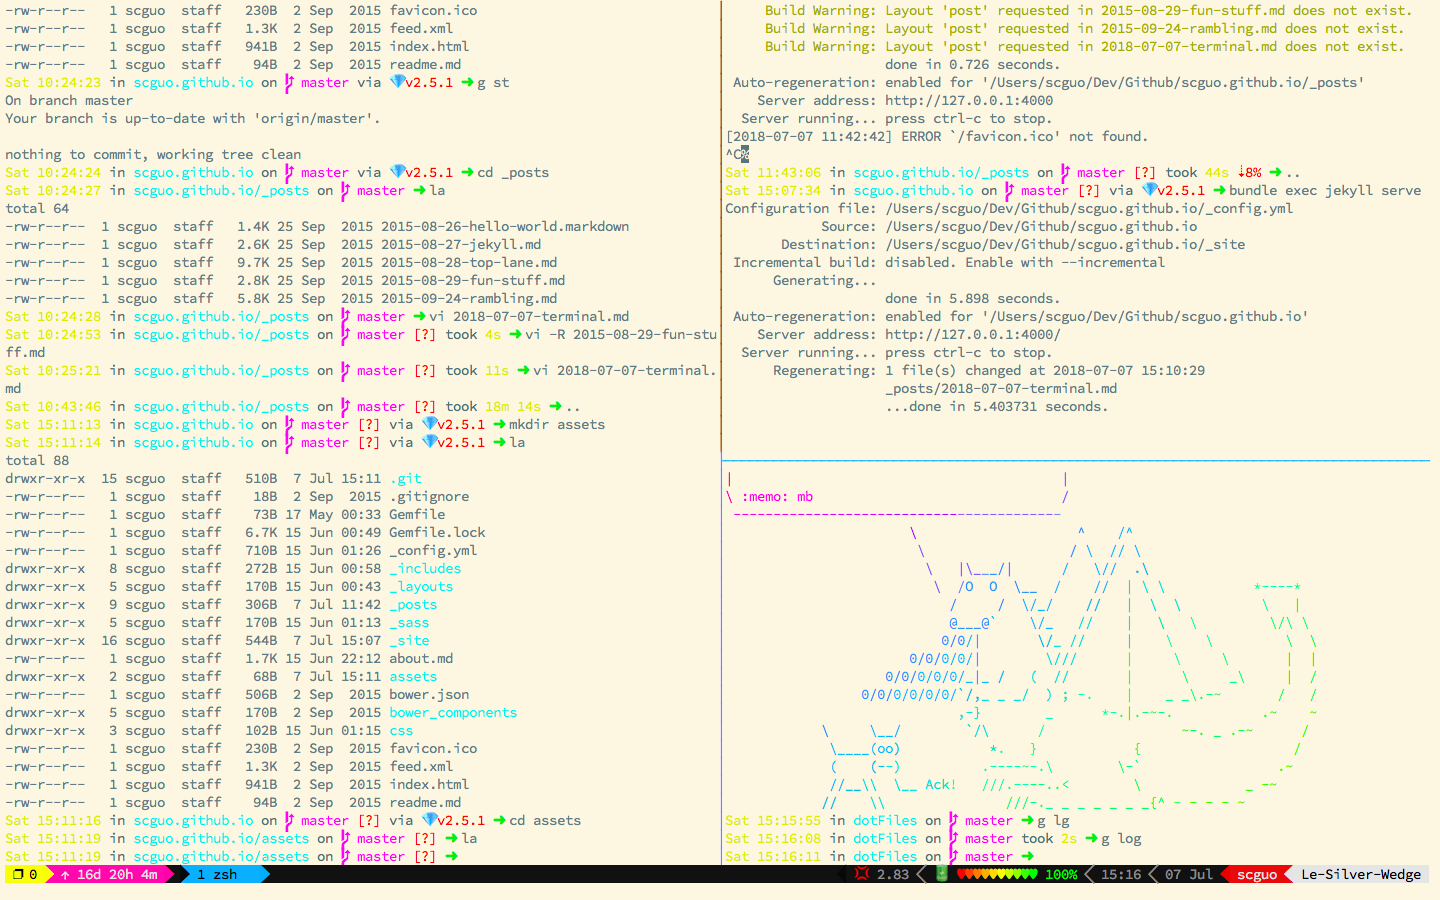 -rw-r--r--   1 scguo  staff   230B  2 Sep  2015 favicon.ico
-rw-r--r--   1 scguo  staff   1.3K  2 Sep  2015 feed.xml
-rw-r--r--   1 scguo  staff   941B  2 Sep  2015 index.html
-rw-r--r--   1 scguo  staff    94B  2 Sep  2015 readme.md
Sat 10:24:23 in scguo.github.io on master via 💎v2.5.1 ➜g st
On branch master
Your branch is up-to-date with 'origin/master'.
nothing to commit, working tree clean
Sat 10:24:24 in scguo.github.io on master via 💎v2.5.1 ➜cd _posts
Sat 10:24:27 in scguo.github.io/_posts on master ➜la
total 64
-rw-r--r--  1 scguo  staff   1.4K 25 Sep  2015 2015-08-26-hello-world.markdown
-rw-r--r--  1 scguo  staff   2.6K 25 Sep  2015 2015-08-27-jekyll.md
-rw-r--r--  1 scguo  staff   9.7K 25 Sep  2015 2015-08-28-top-lane.md
-rw-r--r--  1 scguo  staff   2.8K 25 Sep  2015 2015-08-29-fun-stuff.md
-rw-r--r--  1 scguo  staff   5.8K 25 Sep  2015 2015-09-24-rambling.md
Sat 10:24:28 in scguo.github.io/_posts on master ➜vi 2018-07-07-terminal.md
Sat 10:24:53 in scguo.github.io/_posts on master [?] took 4s ➜vi -R 2015-08-29-fun-stu
ff.md
Sat 10:25:21 in scguo.github.io/_posts on master [?] took 11s ➜vi 2018-07-07-terminal.
md
Sat 10:43:46 in scguo.github.io/_posts on master [?] took 18m 14s ➜..
Sat 15:11:13 in scguo.github.io on master [?] via 💎v2.5.1 ➜mkdir assets
Sat 15:11:14 in scguo.github.io on master [?] via 💎v2.5.1 ➜la
total 88
drwxr-xr-x  15 scguo  staff   510B  7 Jul 15:11 .git
-rw-r--r--   1 scguo  staff    18B  2 Sep  2015 .gitignore
-rw-r--r--   1 scguo  staff    73B 17 May 00:33 Gemfile
-rw-r--r--   1 scguo  staff   6.7K 15 Jun 00:49 Gemfile.lock
-rw-r--r--   1 scguo  staff   710B 15 Jun 01:26 _config.yml
drwxr-xr-x   8 scguo  staff   272B 15 Jun 00:58 _includes
drwxr-xr-x   5 scguo  staff   170B 15 Jun 00:43 _layouts
drwxr-xr-x   9 scguo  staff   306B  7 Jul 11:42 _posts
drwxr-xr-x   5 scguo  staff   170B 15 Jun 01:13 _sass
drwxr-xr-x  16 scguo  staff   544B  7 Jul 15:07 _site
-rw-r--r--   1 scguo  staff   1.7K 15 Jun 22:12 about.md
drwxr-xr-x   2 scguo  staff    68B  7 Jul 15:11 assets
-rw-r--r--   1 scguo  staff   506B  2 Sep  2015 bower.json
drwxr-xr-x   5 scguo  staff   170B  2 Sep  2015 bower_components
drwxr-xr-x   3 scguo  staff   102B 15 Jun 01:15 css
-rw-r--r--   1 scguo  staff   230B  2 Sep  2015 favicon.ico
-rw-r--r--   1 scguo  staff   1.3K  2 Sep  2015 feed.xml
-rw-r--r--   1 scguo  staff   941B  2 Sep  2015 index.html
-rw-r--r--   1 scguo  staff    94B  2 Sep  2015 readme.md
Sat 15:11:16 in scguo.github.io on master [?] via 💎v2.5.1 ➜cd assets
Sat 15:11:19 in scguo.github.io/assets on master [?] ➜la
Sat 15:11:19 in scguo.github.io/assets on master [?] ➜
Build Warning: Layout 'post' requested in 2015-08-29-fun-stuff.md does not exist.
Build Warning: Layout 'post' requested in 2015-09-24-rambling.md does not exist.
Build Warning: Layout 'post' requested in 2018-07-07-terminal.md does not exist.
done in 0.726 seconds.
Auto-regeneration: enabled for '/Users/scguo/Dev/Github/scguo.github.io/_posts'
Server address: http://127.0.0.1:4000
Server running... press ctrl-c to stop.
[2018-07-07 11:42:42] ERROR `/favicon.ico' not found.
^C%
Sat 11:43:06 in scguo.github.io/_posts on master [?] took 44s ⇣8% ➜..
Sat 15:07:34 in scguo.github.io on master [?] via 💎v2.5.1 ➜bundle exec jekyll serve
Configuration file: /Users/scguo/Dev/Github/scguo.github.io/_config.yml
Source: /Users/scguo/Dev/Github/scguo.github.io
Destination: /Users/scguo/Dev/Github/scguo.github.io/_site
Incremental build: disabled. Enable with --incremental
Generating...
done in 5.898 seconds.
Auto-regeneration: enabled for '/Users/scguo/Dev/Github/scguo.github.io'
Server address: http://127.0.0.1:4000/
Server running... press ctrl-c to stop.
Regenerating: 1 file(s) changed at 2018-07-07 15:10:29
_posts/2018-07-07-terminal.md
...done in 5.403731 seconds.
\ :memo: mb /
Ack!
Sat 15:15:55 in dotFiles on master ➜g lg
Sat 15:16:08 in dotFiles on master took 2s ➜g log
Sat 15:16:11 in dotFiles on master ➜
0 ↑ 16d 20h 4m 1 zsh 2.83 100% 15:16 07 Jul scguo Le-Silver-Wedge